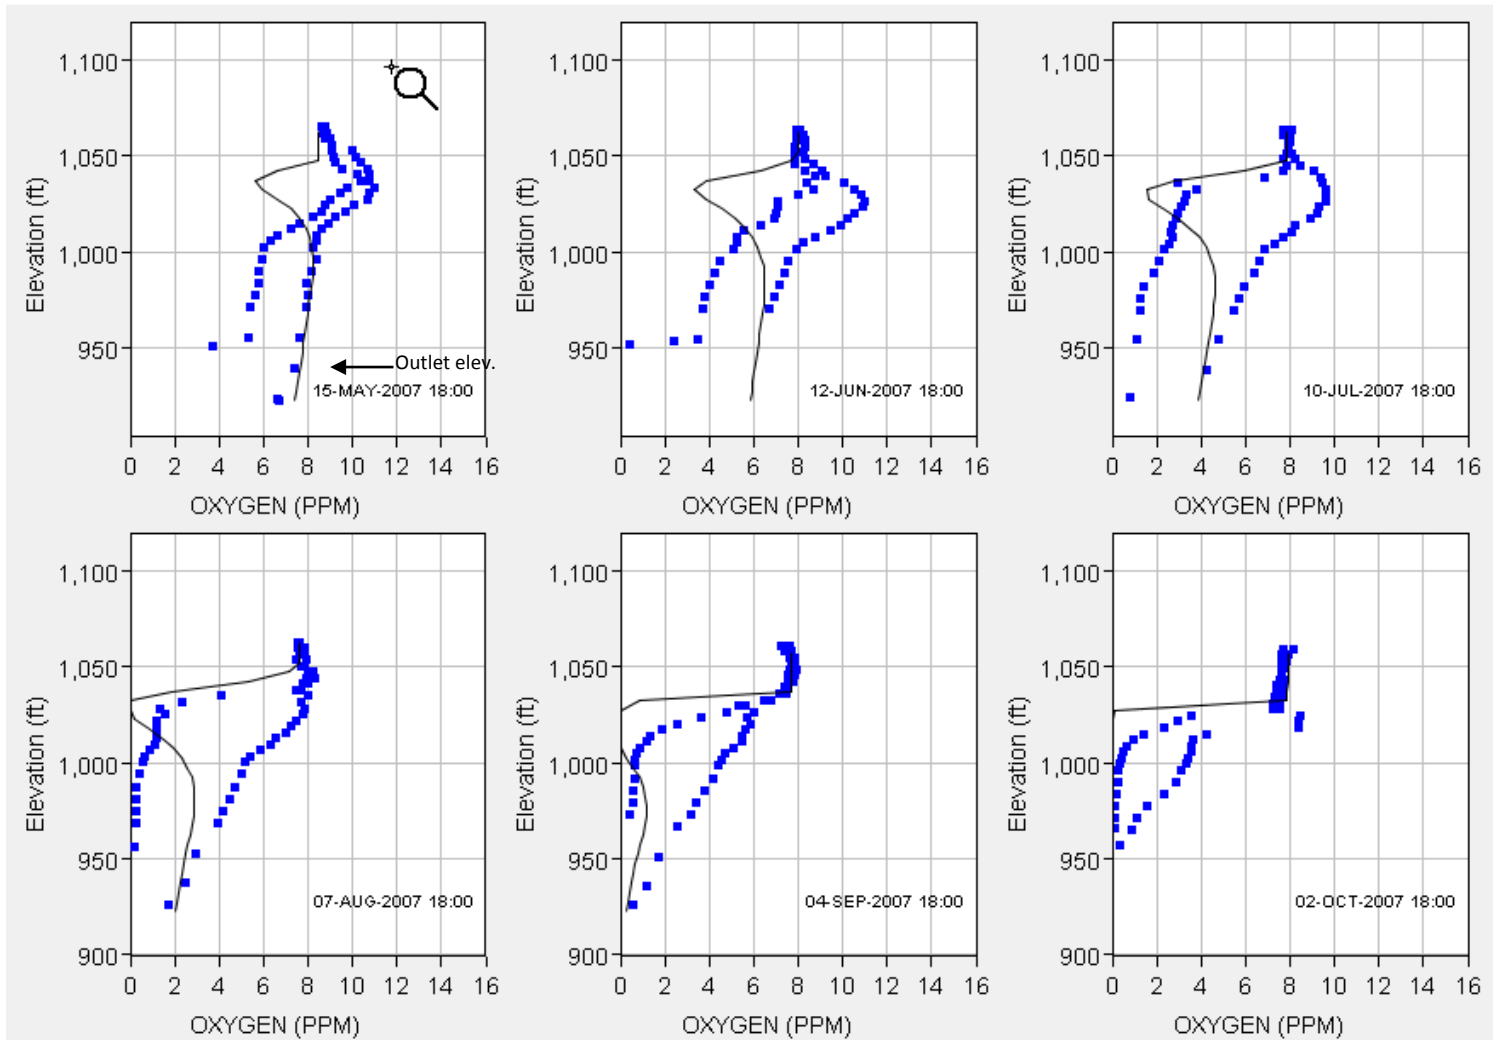 1,100
1,050
1,000
950
Elevation (ft)
Outlet elev.
15-MAY-2007 18:00
0 2 4 6 8 10 12 14 16
OXYGEN (PPM)
1,100
1,050
1,000
950
Elevation (ft)
12-JUN-2007 18:00
0 2 4 6 8 10 12 14 16
OXYGEN (PPM)
1,100
1,050
1,000
950
Elevation (ft)
10-JUL-2007 18:00
0 2 4 6 8 10 12 14 16
OXYGEN (PPM)
1,100
1,050
1,000
950
900
Elevation (ft)
07-AUG-2007 18:00
0 2 4 6 8 10 12 14 16
OXYGEN (PPM)
1,100
1,050
1,000
950
900
Elevation (ft)
04-SEP-2007 18:00
0 2 4 6 8 10 12 14 16
OXYGEN (PPM)
1,100
1,050
1,000
950
900
Elevation (ft)
02-OCT-2007 18:00
0 2 4 6 8 10 12 14 16
OXYGEN (PPM)